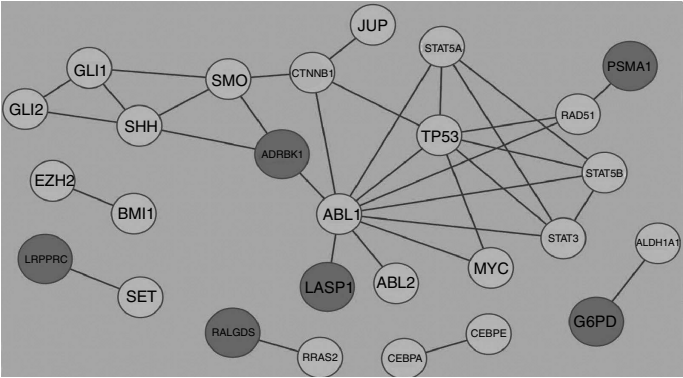 JUP
STAT5A
GLI1
SMO
CTNNB1
PSMA1
GLI2
SHH
TP53
RAD51
ADRBK1
EZH2
STAT5B
BMI1
ABL1
STAT3
ALDH1A1
LRPPRC
MYC
SET
LASP1
ABL2
G6PD
RALGDS
CEBPE
RRAS2
CEBPA